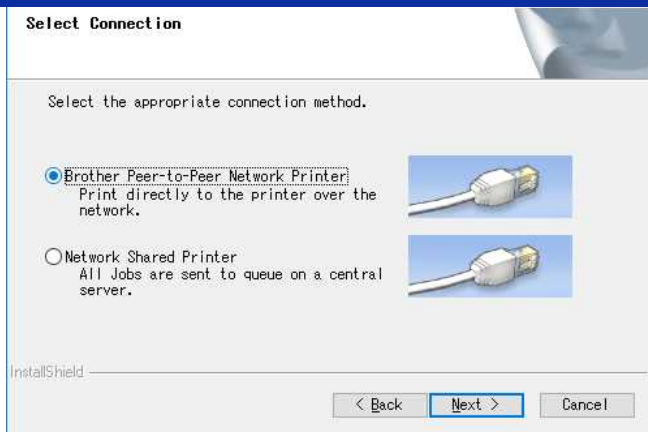 Select Connection
Select the appropriate connection method.
Brother Peer-to-Peer Network Printer
Print directly to the printer over the
network.
Network Shared Printer
All Jobs are sent to queue on a central
server.
InstallShield
< Back Next > Cancel